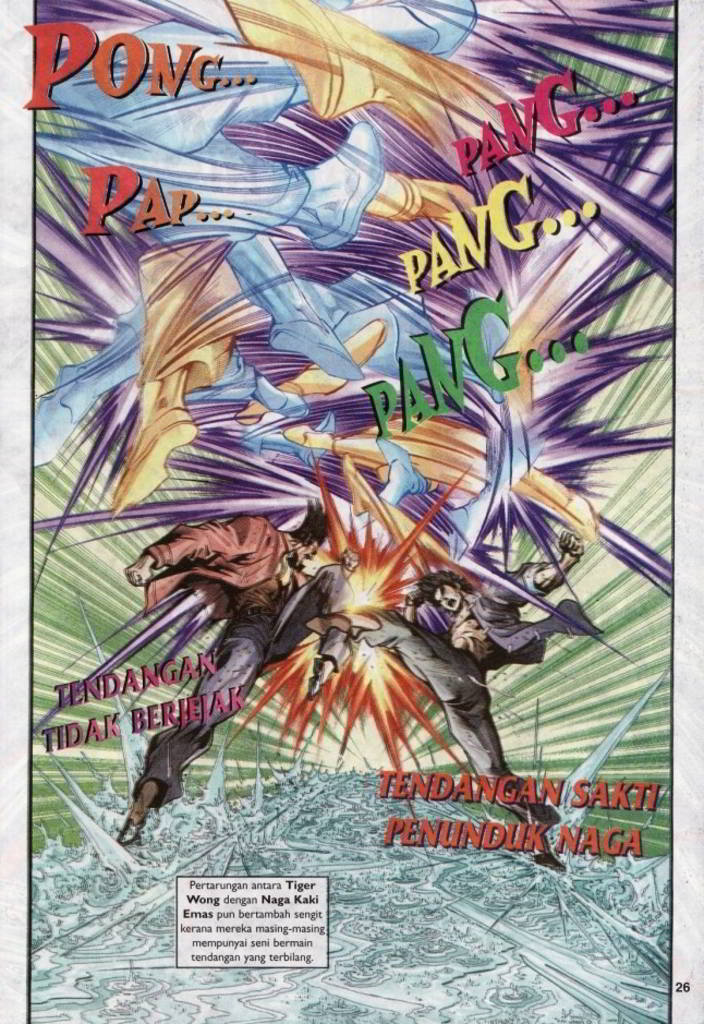 PONG...
PANG...
PAP...
PANG...
PANG...
TENDANGAN
TIDAK BERJEJAK
TENDANGAN SAKTI
PENUNDUK NAGA
Pertarungan antara Tiger
Wong dengan Naga Kaki
Emas pun bertambah sengit
kerana mereka masing-masing
mempunyai seni bermain
tendangan yang terbilang.
26